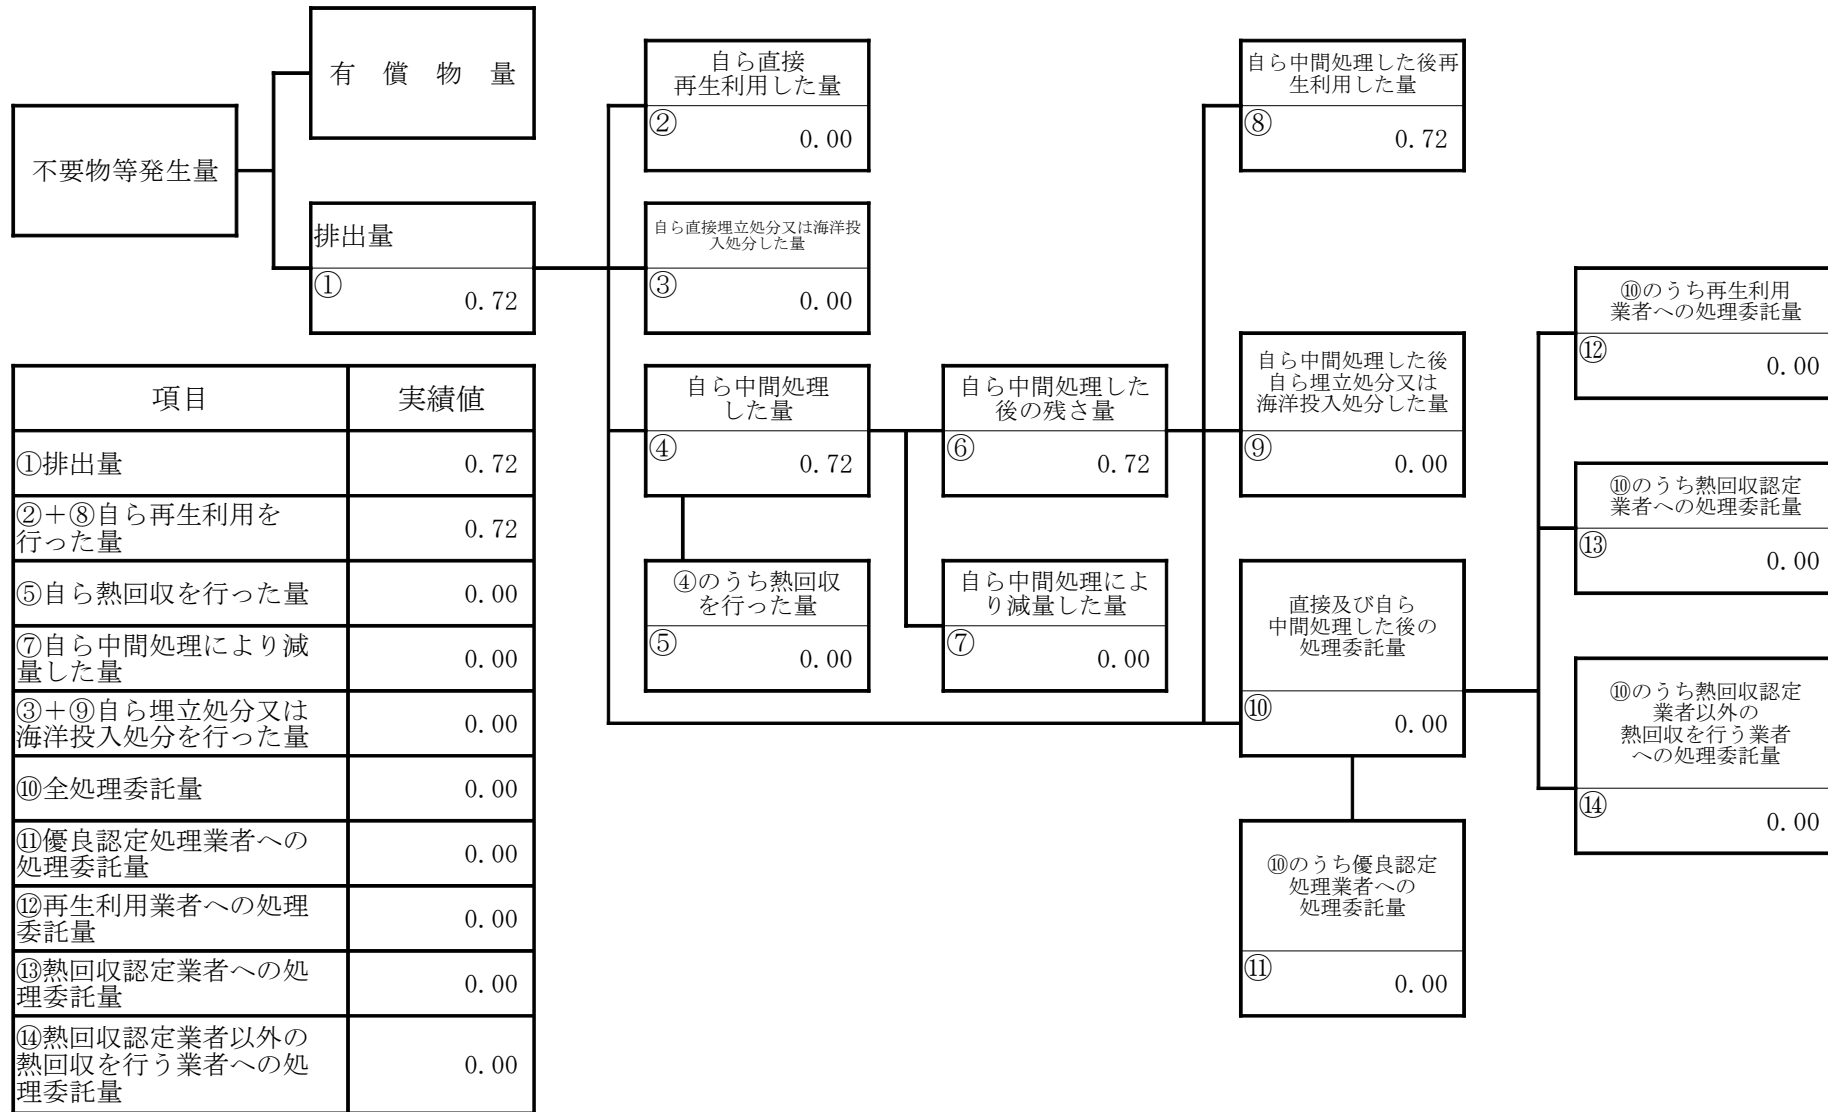 不要物等発生量
有　償　物　量
排出量
①
0.72
自ら直接
再生利用した量
②
0.00
自ら直接埋立処分又は海洋投
入処分した量
③
0.00
自ら中間処理
した量
④
0.72
④のうち熱回収
を行った量
⑤
0.00
自ら中間処理した
後の残さ量
⑥
0.72
自ら中間処理によ
り減量した量
⑦
0.00
自ら中間処理した後再
生利用した量
⑧
0.72
自ら中間処理した後
自ら埋立処分又は
海洋投入処分した量
⑨
0.00
直接及び自ら
中間処理した後の
処理委託量
⑩
0.00
⑩のうち優良認定
処理業者への
処理委託量
⑪
0.00
⑩のうち再生利用
業者への処理委託量
⑫
0.00
⑩のうち熱回収認定
業者への処理委託量
⑬
0.00
⑩のうち熱回収認定
業者以外の
熱回収を行う業者
への処理委託量
⑭
0.00
項目 実績値
①排出量 0.72
②＋⑧自ら再生利用を
行った量 0.72
⑤自ら熱回収を行った量 0.00
⑦自ら中間処理により減
量した量 0.00
③＋⑨自ら埋立処分又は
海洋投入処分を行った量 0.00
⑩全処理委託量 0.00
⑪優良認定処理業者への
処理委託量 0.00
⑫再生利用業者への処理
委託量 0.00
⑬熱回収認定業者への処
理委託量 0.00
⑭熱回収認定業者以外の
熱回収を行う業者への処
理委託量 0.00